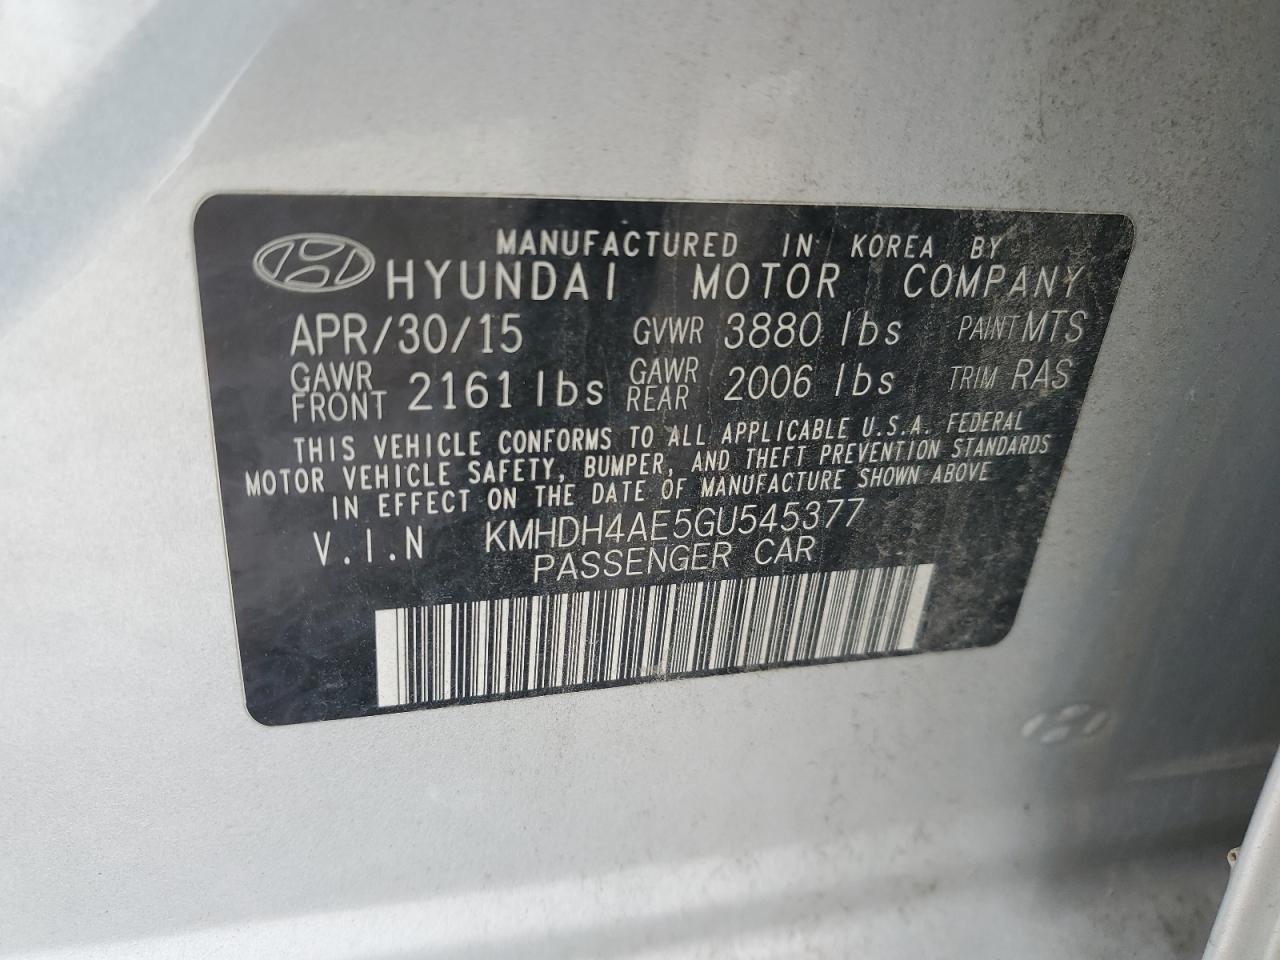 MANUFACTURED IN KOREA BY
HYUNDAI MOTOR COMPANY
APR/30/15 GVWR 3880 lbs PAINT MTS
GAWR FRONT 2161 lbs GAWR REAR 2006 lbs TRIM RAS
THIS VEHICLE CONFORMS TO ALL APPLICABLE U.S.A. FEDERAL
MOTOR VEHICLE SAFETY, BUMPER, AND THEFT PREVENTION STANDARDS
IN EFFECT ON THE DATE OF MANUFACTURE SHOWN ABOVE
V.I.N KMHDH4AE5GU545377
PASSENGER CAR